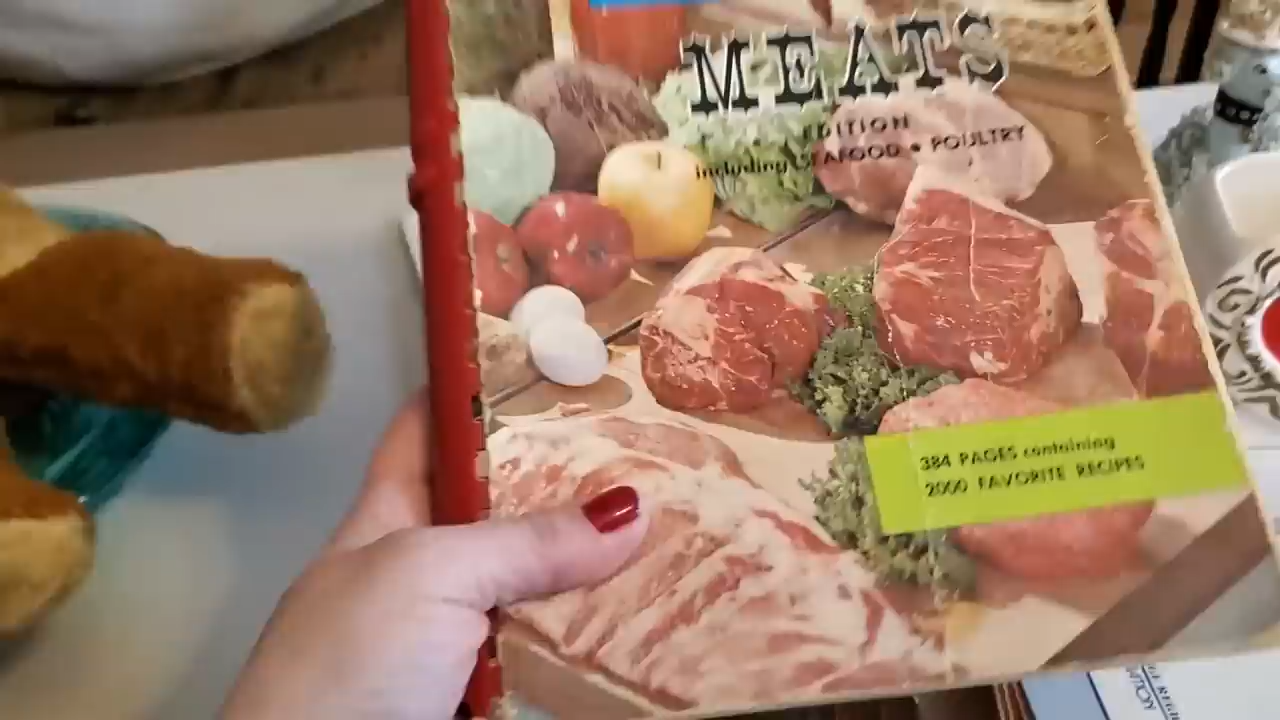 MEATS
EDITION
including SEAFOOD • POULTRY
384 PAGES containing
2000 FAVORITE RECIPES